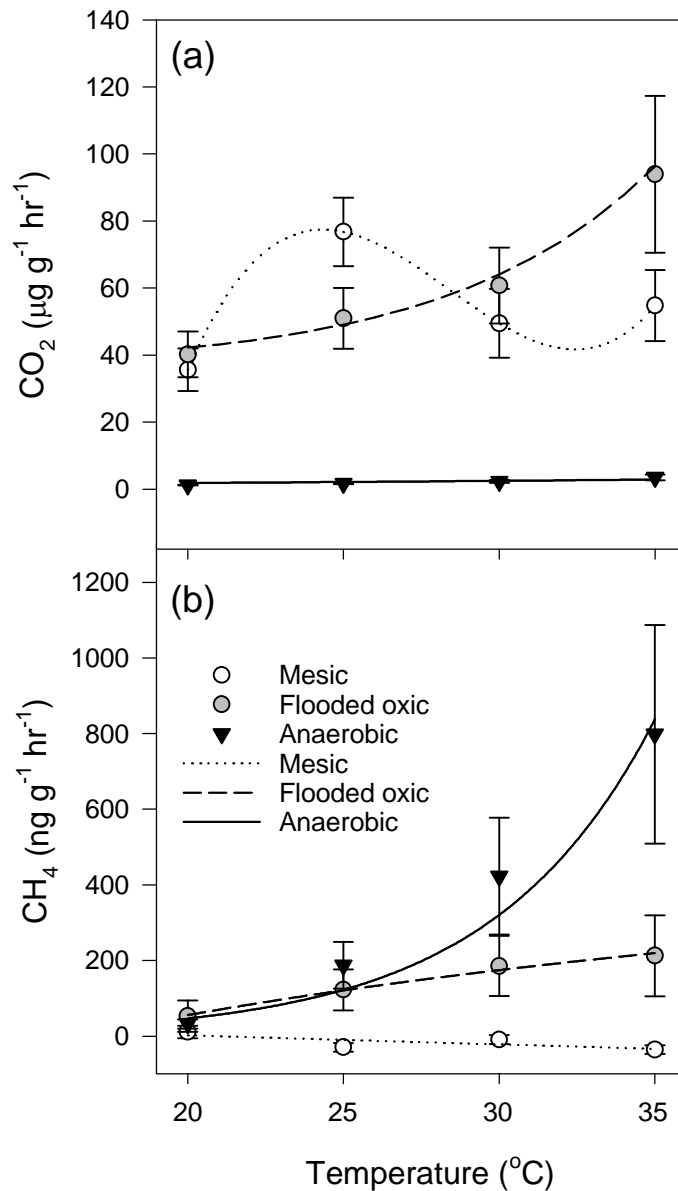 140
(a)
120
100
80
60
40
20
0
CO₂ (μg g⁻¹ hr⁻¹)
1200
(b)
1000
800
600
400
200
0
CH₄ (ng g⁻¹ hr⁻¹)
Mesic
Flooded oxic
Anaerobic
Mesic
Flooded oxic
Anaerobic
20 25 30 35
Temperature (°C)